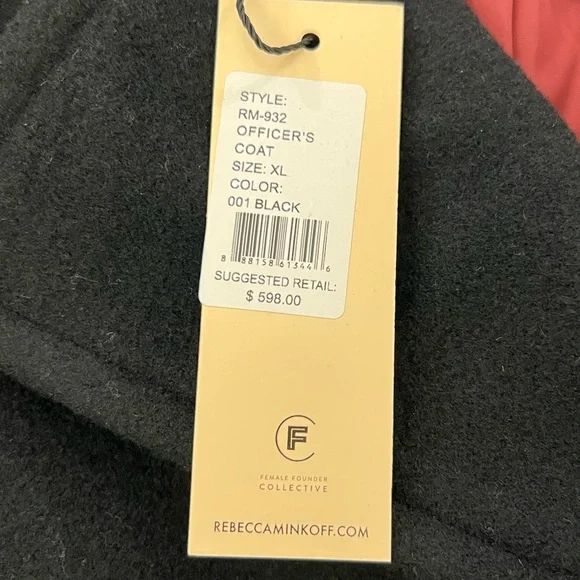 STYLE:
RM-932
OFFICER'S
COAT
SIZE: XL
COLOR:
001 BLACK
8 88158 61344 6
SUGGESTED RETAIL:
$ 598.00
F
FEMALE FOUNDER
COLLECTIVE
REBECCAMINKOFF.COM